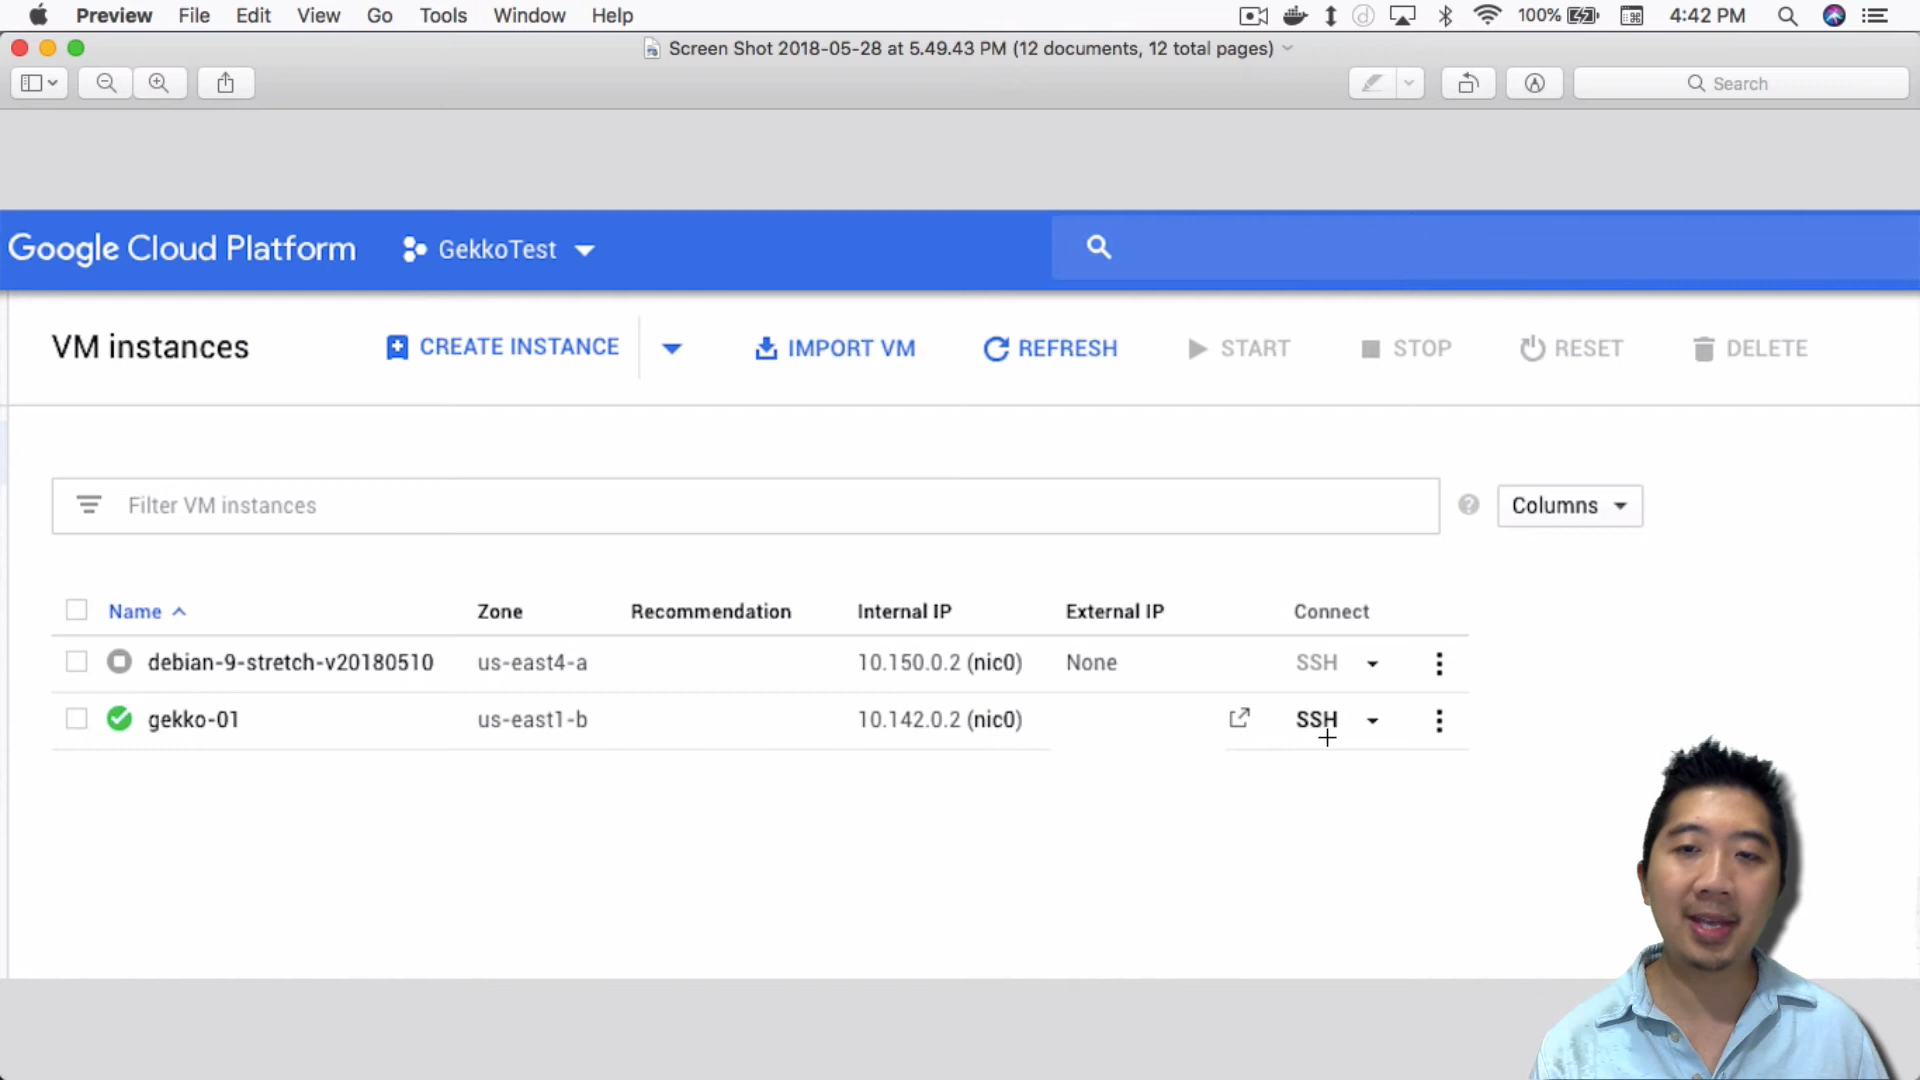 Preview File Edit View Go Tools Window Help 100% 4:42 PM
Screen Shot 2018-05-28 at 5.49.43 PM (12 documents, 12 total pages)
Search
Google Cloud Platform GekkoTest
VM instances CREATE INSTANCE IMPORT VM REFRESH START STOP RESET DELETE
Filter VM instances ? Columns
Name Zone Recommendation Internal IP External IP Connect
debian-9-stretch-v20180510 us-east4-a 10.150.0.2 (nic0) None SSH
gekko-01 us-east1-b 10.142.0.2 (nic0) SSH